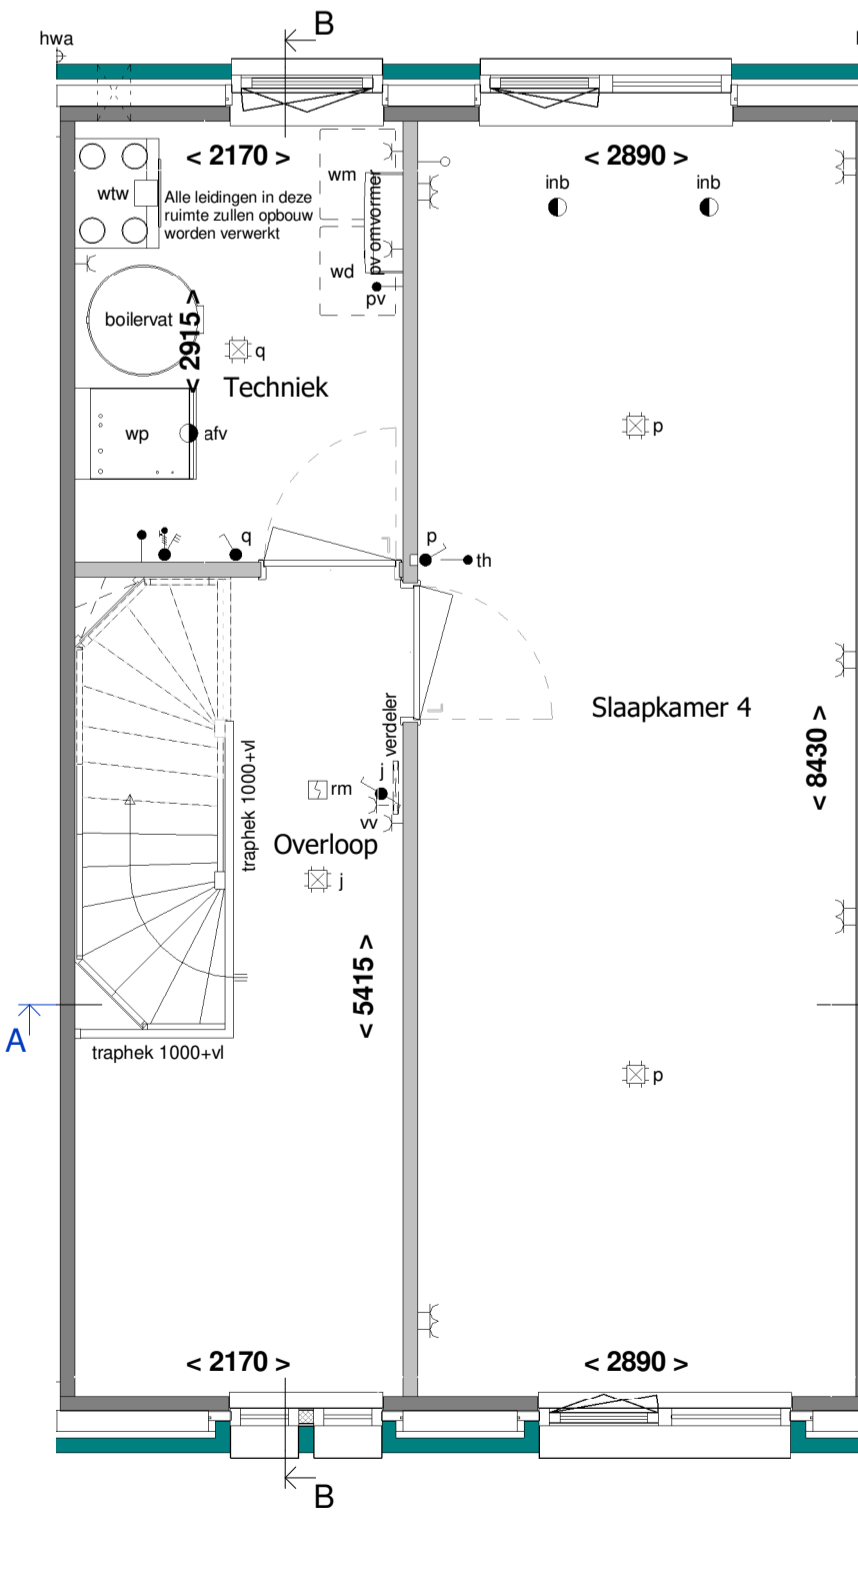 B
hwa
< 2170 >
< 2890 >
wtw
Alle leidingen in deze
ruimte zullen opbouw
worden verwerkt
wm
pv omvormer
inb
inb
wd
pv
boilervat
< 2915 >
q
Techniek
wp
afv
p
q
p
th
Slaapkamer 4
verdeler
j
rm
vv
traphek 1000+vl
Overloop
j
< 8430 >
< 5415 >
A
traphek 1000+vl
p
< 2170 >
< 2890 >
B